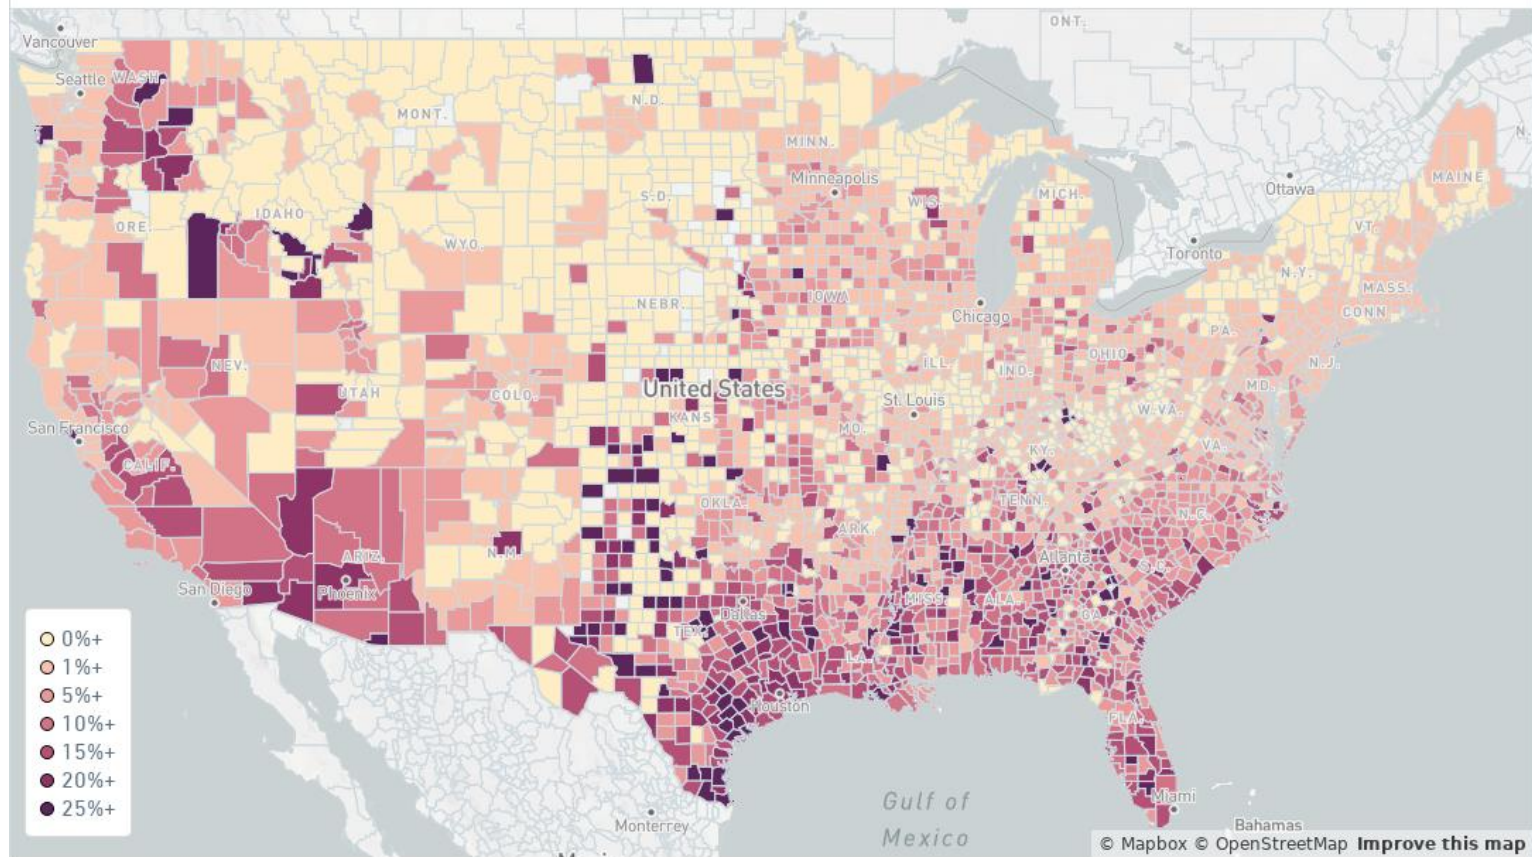 ONT.
Vancouver
Seattle WASH.
MONT.
N.D.
MINN.
Minneapolis
Ottawa
MAINE
S.D.
WIS.
MICH.
ORE.
IDAHO
VT.
WYO.
Toronto
N.Y.
MASS.
NEBR.
IOWA
Chicago
CONN
PA.
NEV.
UTAH
COLO.
United States
ILL.
IND.
OHIO
N.J.
MD.
San Francisco
KANS.
St. Louis
MO.
W.VA.
CALIF.
KY.
VA.
OKLA.
TENN.
N.C.
ARIZ.
N.M.
ARK.
Atlanta
S.C.
San Diego
Phoenix
Dallas
MISS.
ALA.
GA.
TEX.
LA.
Houston
FLA.
0%+
1%+
5%+
10%+
15%+
20%+
25%+
Gulf of
Mexico
Miami
Monterrey
Bahamas
© Mapbox © OpenStreetMap Improve this map